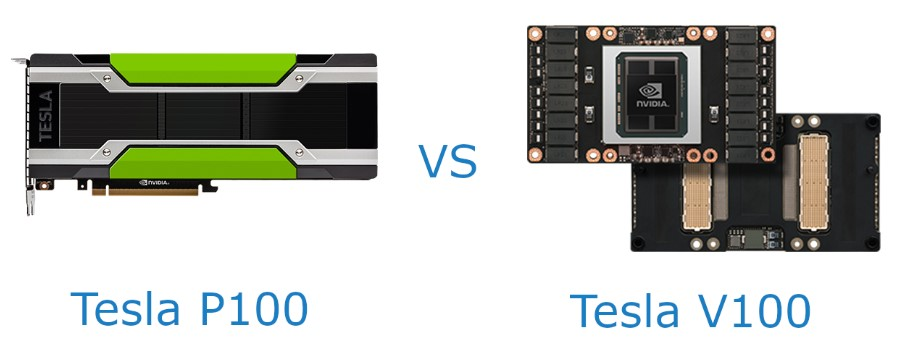 TESLA
NVIDIA.
VS
NVIDIA.
Tesla P100
Tesla V100